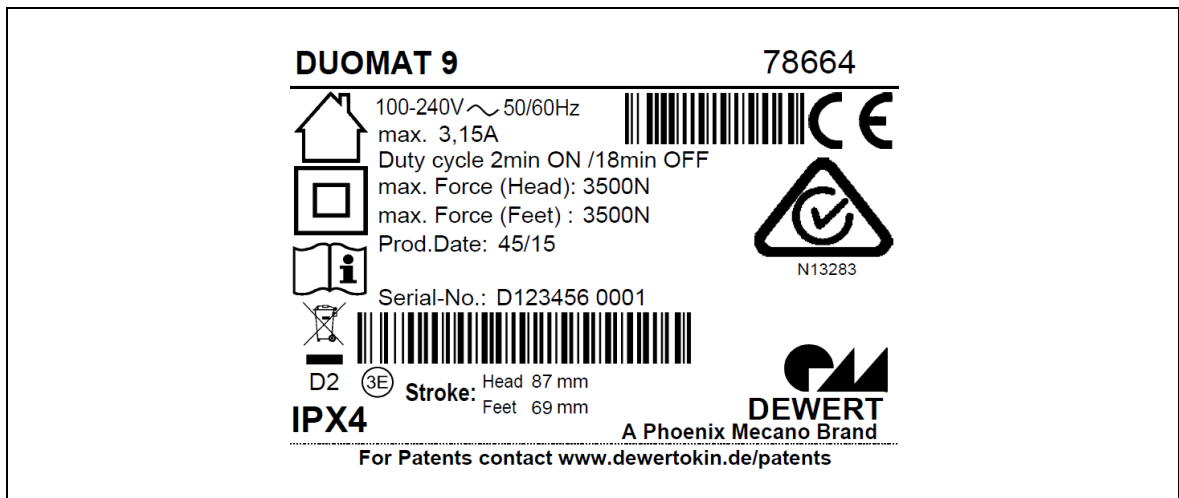 DUOMAT 9 78664
100-240V ~ 50/60Hz
CE
max. 3,15A
Duty cycle 2min ON /18min OFF
max. Force (Head): 3500N
max. Force (Feet) : 3500N
Prod.Date: 45/15
N13283
i
Serial-No.: D123456 0001
D2 3E Stroke: Head 87 mm
Feet 69 mm
IPX4
DEWERT
A Phoenix Mecano Brand
For Patents contact www.dewertokin.de/patents